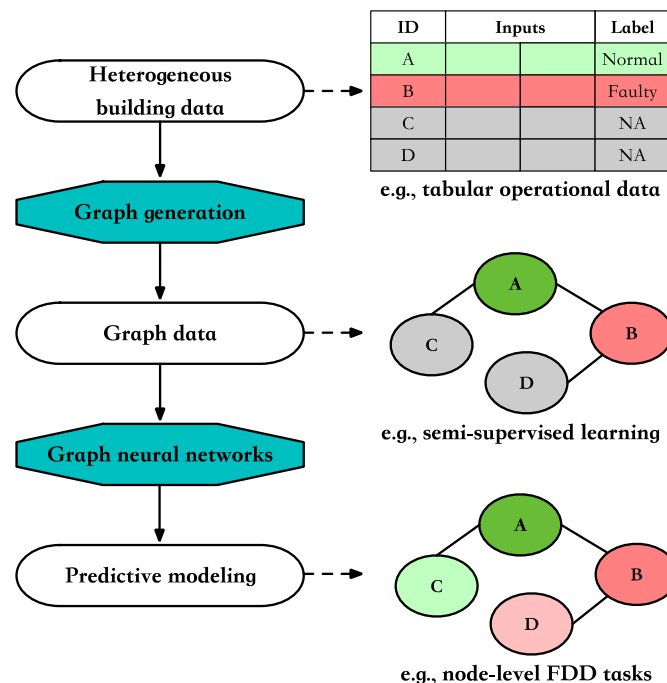 ID Inputs Label
A Normal
B Faulty
C NA
D NA
e.g., tabular operational data
Heterogeneous
building data
Graph generation
Graph data
A
B
C
D
e.g., semi-supervised learning
Graph neural networks
Predictive modeling
A
B
C
D
e.g., node-level FDD tasks